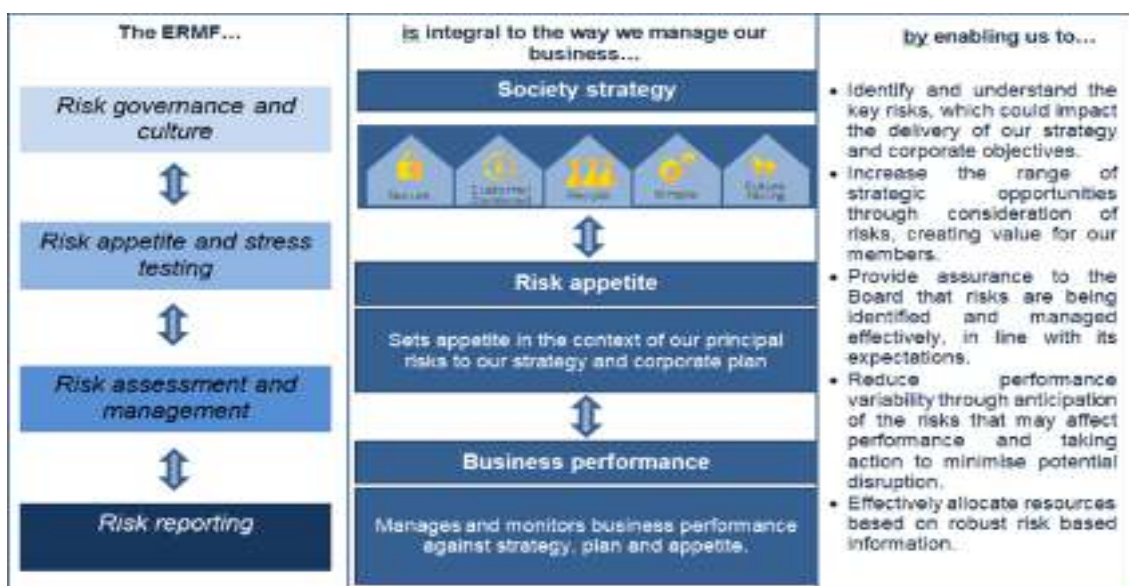 The ERMF...
Risk governance and
culture
Risk appetite and stress
testing
Risk assessment and
management
Risk reporting
is integral to the way we manage our
business...
Society strategy
People
Risk appetite
Sets appetite in the context of our principal
risks to our strategy and corporate plan
Business performance
Manages and monitors business performance
against strategy, plan and appetite.
by enabling us to...
• Identify and understand the
key risks, which could impact
the delivery of our strategy
and corporate objectives.
• Increase the range of
strategic opportunities
through consideration of
risks, creating value for our
members.
• Provide assurance to the
Board that risks are being
identified and managed
effectively, in line with its
expectations.
• Reduce performance
variability through anticipation
of the risks that may affect
performance and taking
action to minimise potential
disruption.
• Effectively allocate resources
based on robust risk based
information.